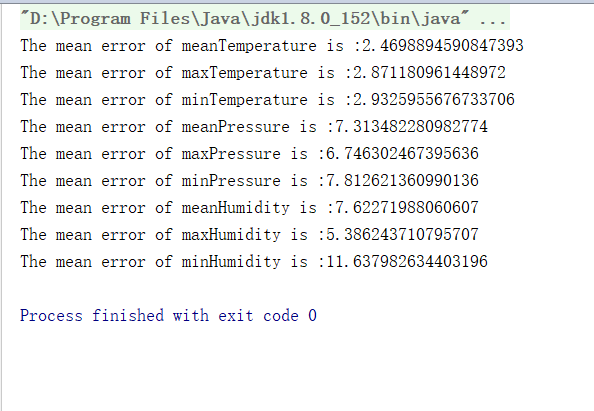 "D:\Program Files\Java\jdk1.8.0_152\bin\java" ...
The mean error of meanTemperature is :2.4698894590847393
The mean error of maxTemperature is :2.871180961448972
The mean error of minTemperature is :2.9325955676733706
The mean error of meanPressure is :7.313482280982774
The mean error of maxPressure is :6.746302467395636
The mean error of minPressure is :7.812621360990136
The mean error of meanHumidity is :7.62271988060607
The mean error of maxHumidity is :5.386243710795707
The mean error of minHumidity is :11.637982634403196
Process finished with exit code 0